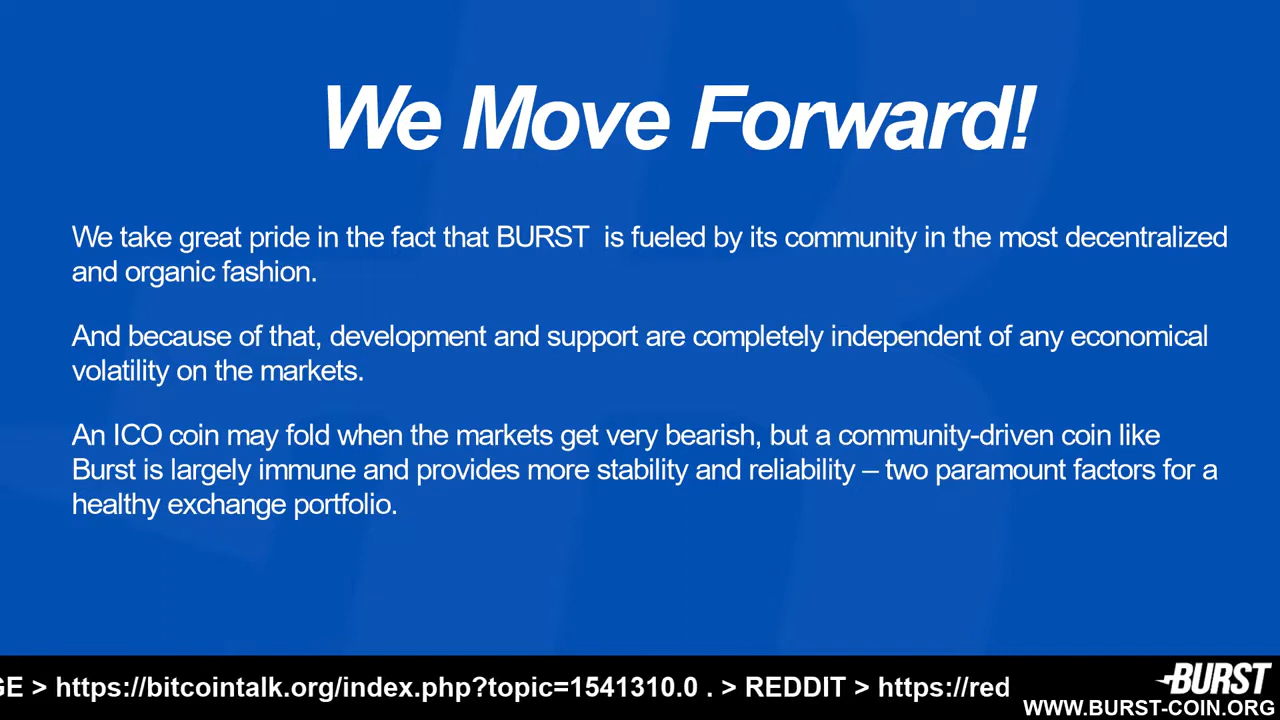 We Move Forward!
We take great pride in the fact that BURST  is fueled by its community in the most decentralized
and organic fashion.
And because of that, development and support are completely independent of any economical
volatility on the markets.
An ICO coin may fold when the markets get very bearish, but a community-driven coin like
Burst is largely immune and provides more stability and reliability – two paramount factors for a
healthy exchange portfolio.
GE > https://bitcointalk.org/index.php?topic=1541310.0 . > REDDIT > https://red
BURST
WWW.BURST-COIN.ORG